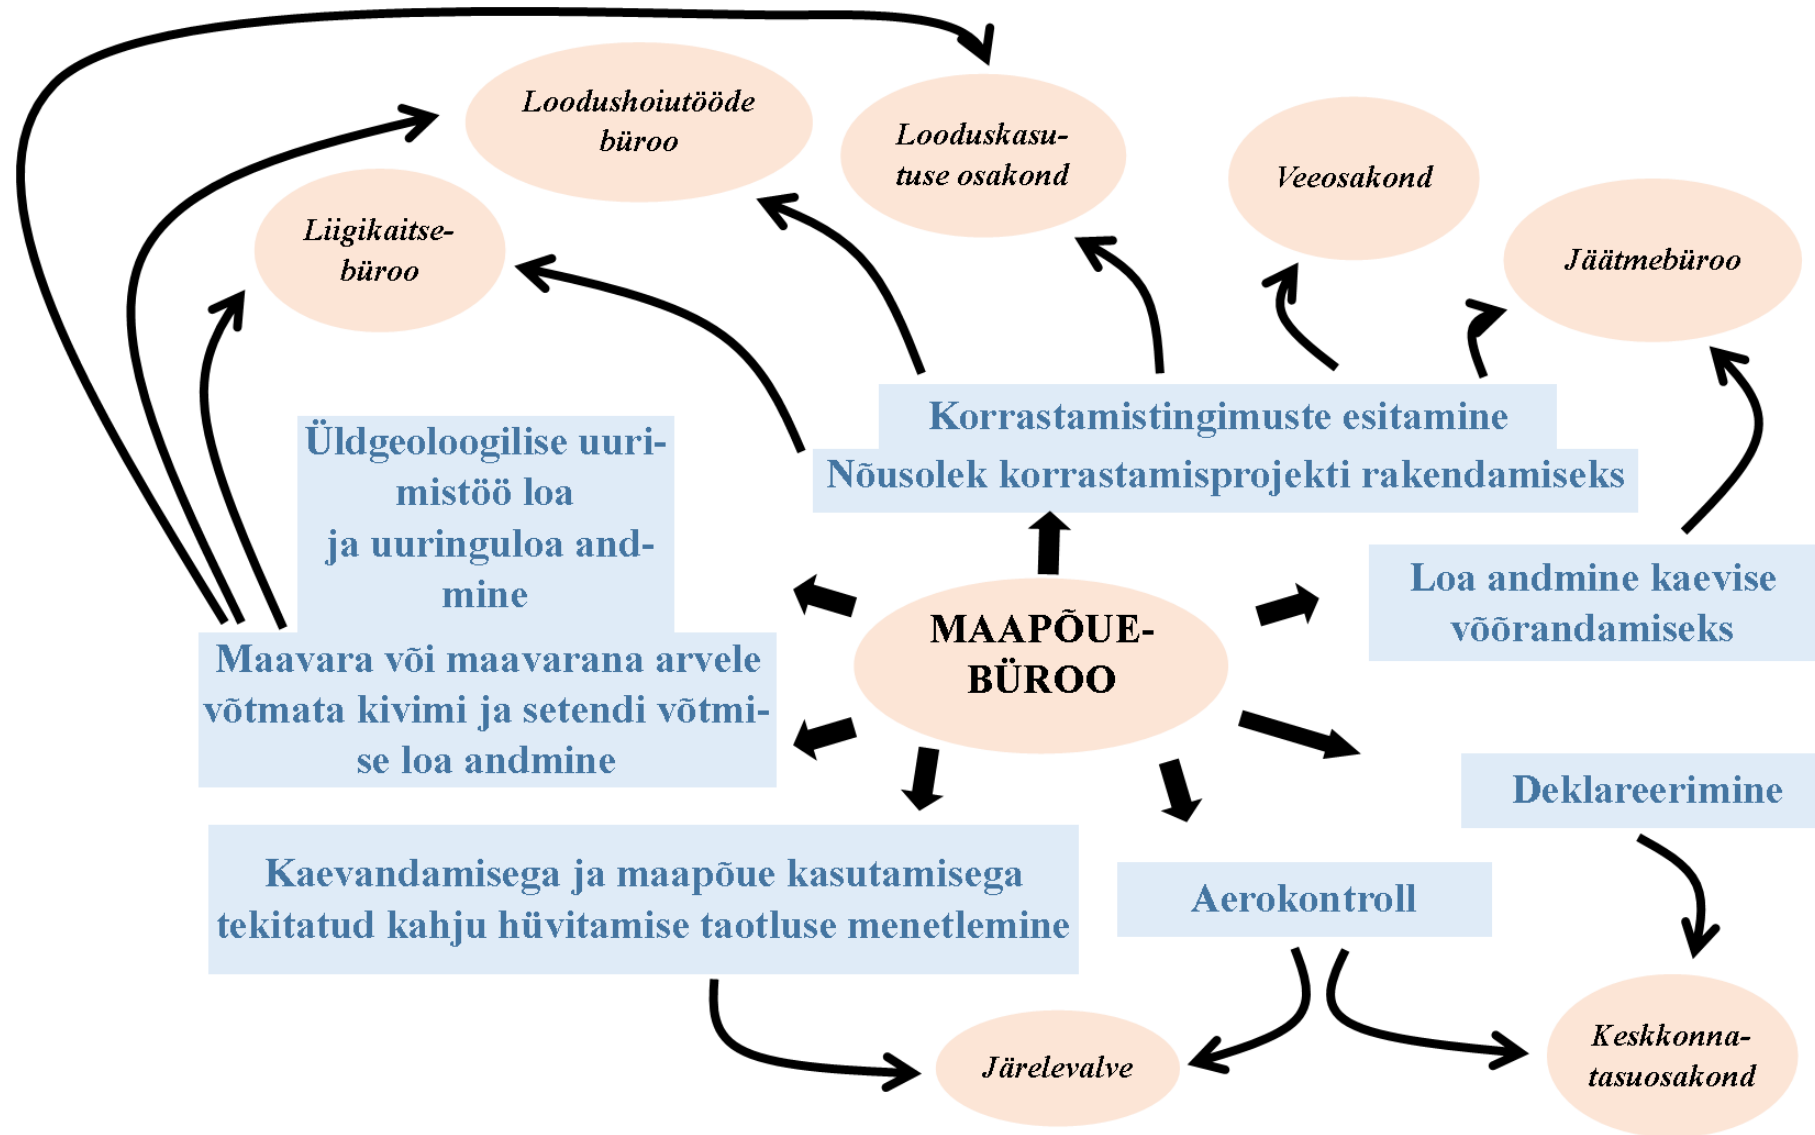 Loodushoiutööde
büroo
Looduskasu-
tuse osakond
Veeosakond
Liigikaitse-
büroo
Jäätmebüroo
Korrastamistingimuste esitamine
Nõusolek korrastamisprojekti rakendamiseks
Üldgeoloogilise uuri-
mistöö loa
ja uuringuloa and-
mine
Maavara või maavarana arvele
võtmata kivimi ja setendi võtmi-
se loa andmine
MAAPÕUE-
BÜROO
Loa andmine kaevise
võõrandamiseks
Deklareerimine
Kaevandamisega ja maapõue kasutamisega
tekitatud kahju hüvitamise taotluse menetlemine
Aerokontroll
Järelevalve
Keskkonna-
tasuosakond